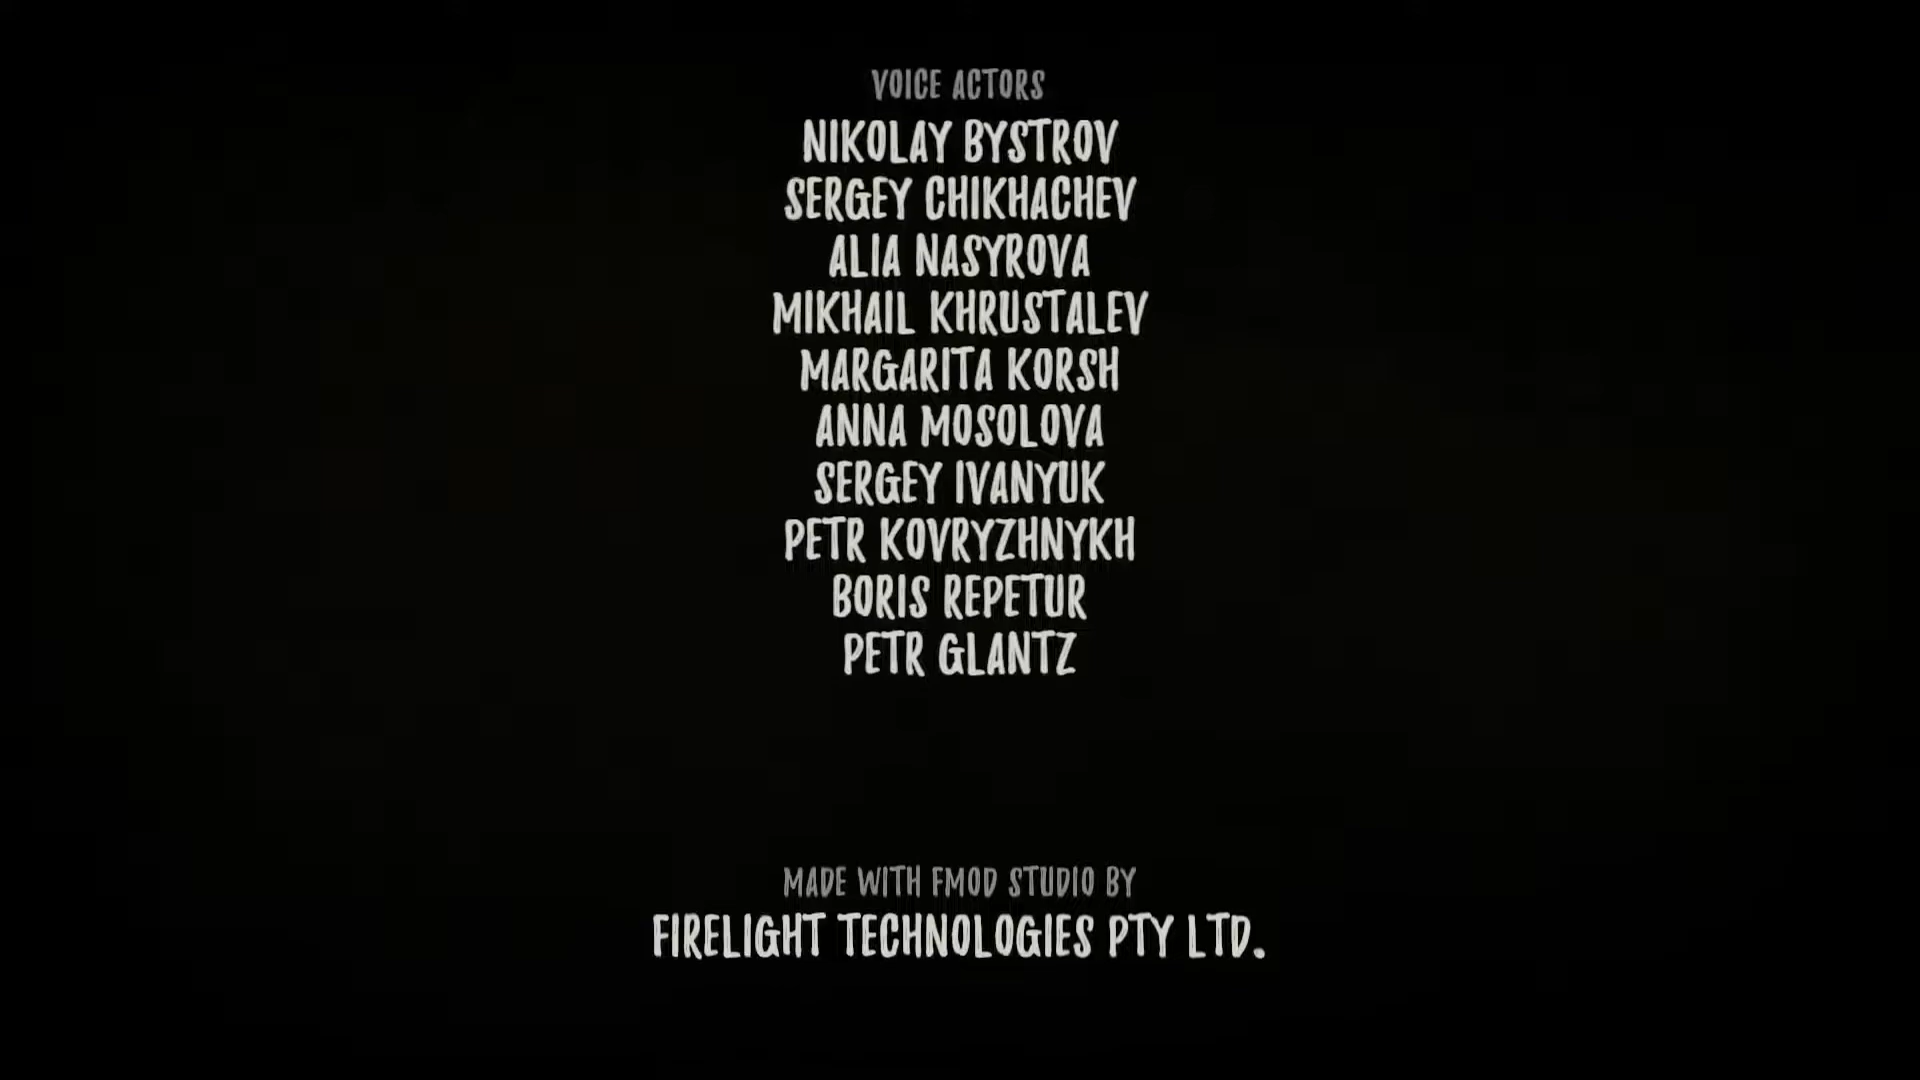 VOICE ACTORS
NIKOLAY BYSTROV
SERGEY CHIKHACHEV
ALIA NASYROVA
MIKHAIL KHRUSTALEV
MARGARITA KORSH
ANNA MOSOLOVA
SERGEY IVANYUK
PETR KOVRYZHNYKH
BORIS REPETUR
PETR GLANTZ
MADE WITH FMOD STUDIO BY
FIRELIGHT TECHNOLOGIES PTY LTD.